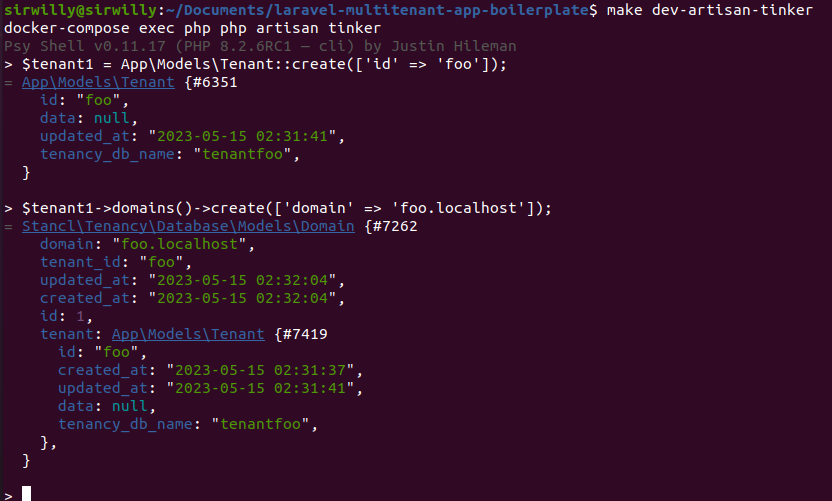 sirwilly@sirwilly:~/Documents/laravel-multitenant-app-boilerplate$ make dev-artisan-tinker
docker-compose exec php php artisan tinker
Psy Shell v0.11.17 (PHP 8.2.6RC1 — cli) by Justin Hileman
> $tenant1 = App\Models\Tenant::create(['id' => 'foo']);
= App\Models\Tenant {#6351
    id: "foo",
    data: null,
    updated_at: "2023-05-15 02:31:41",
    tenancy_db_name: "tenantfoo",
  }
> $tenant1->domains()->create(['domain' => 'foo.localhost']);
= Stancl\Tenancy\Database\Models\Domain {#7262
    domain: "foo.localhost",
    tenant_id: "foo",
    updated_at: "2023-05-15 02:32:04",
    created_at: "2023-05-15 02:32:04",
    id: 1,
    tenant: App\Models\Tenant {#7419
      id: "foo",
      created_at: "2023-05-15 02:31:37",
      updated_at: "2023-05-15 02:31:41",
      data: null,
      tenancy_db_name: "tenantfoo",
    },
  }
>